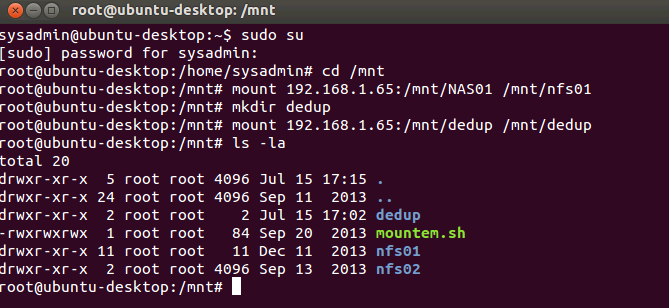 root@ubuntu-desktop: /mnt
sysadmin@ubuntu-desktop:~$ sudo su
[sudo] password for sysadmin:
root@ubuntu-desktop:/home/sysadmin# cd /mnt
root@ubuntu-desktop:/mnt# mount 192.168.1.65:/mnt/NAS01 /mnt/nfs01
root@ubuntu-desktop:/mnt# mkdir dedup
root@ubuntu-desktop:/mnt# mount 192.168.1.65:/mnt/dedup /mnt/dedup
root@ubuntu-desktop:/mnt# ls -la
total 20
drwxr-xr-x  5 root root 4096 Jul 15 17:15 .
drwxr-xr-x 24 root root 4096 Sep 11  2013 ..
drwxr-xr-x  2 root root    2 Jul 15 17:02 dedup
-rwxrwxrwx  1 root root   84 Sep 20  2013 mountem.sh
drwxr-xr-x 11 root root   11 Dec 11  2013 nfs01
drwxr-xr-x  2 root root 4096 Sep 13  2013 nfs02
root@ubuntu-desktop:/mnt#